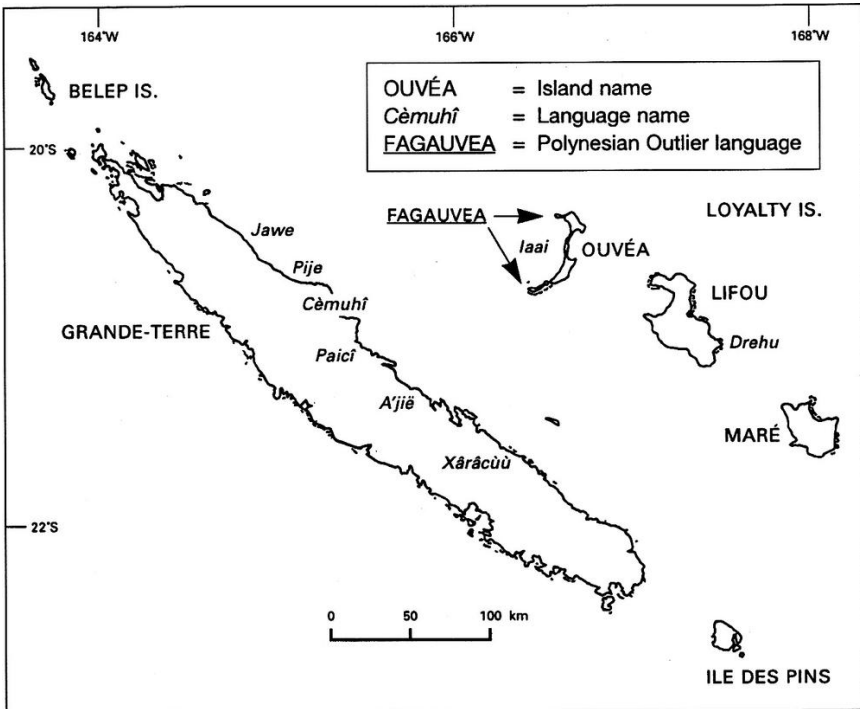 164°W
166°W
168°W
BELEP IS.
OUVÉA = Island name
Cèmuhî = Language name
FAGAUVEA = Polynesian Outlier language
20°S
Jawe
FAGAUVEA
LOYALTY IS.
Iaai
OUVÉA
Pije
LIFOU
Cèmuhî
GRANDE-TERRE
Drehu
Paicî
A'jië
MARÉ
Xârâcùù
22°S
0 50 100 km
ILE DES PINS